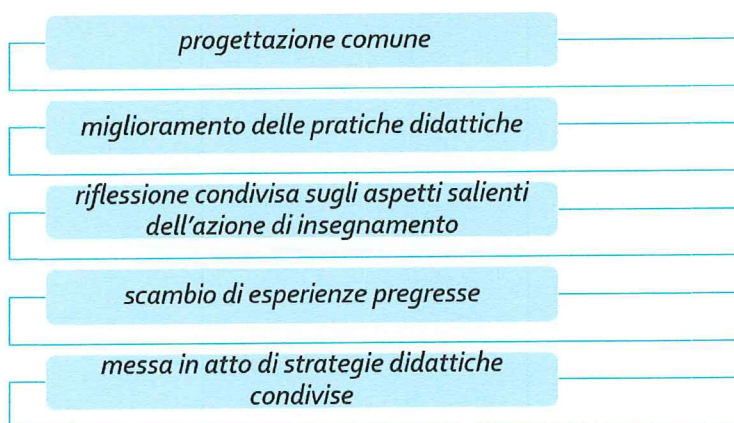 progettazione comune
miglioramento delle pratiche didattiche
riflessione condivisa sugli aspetti salienti
dell'azione di insegnamento
scambio di esperienze pregresse
messa in atto di strategie didattiche
condivise